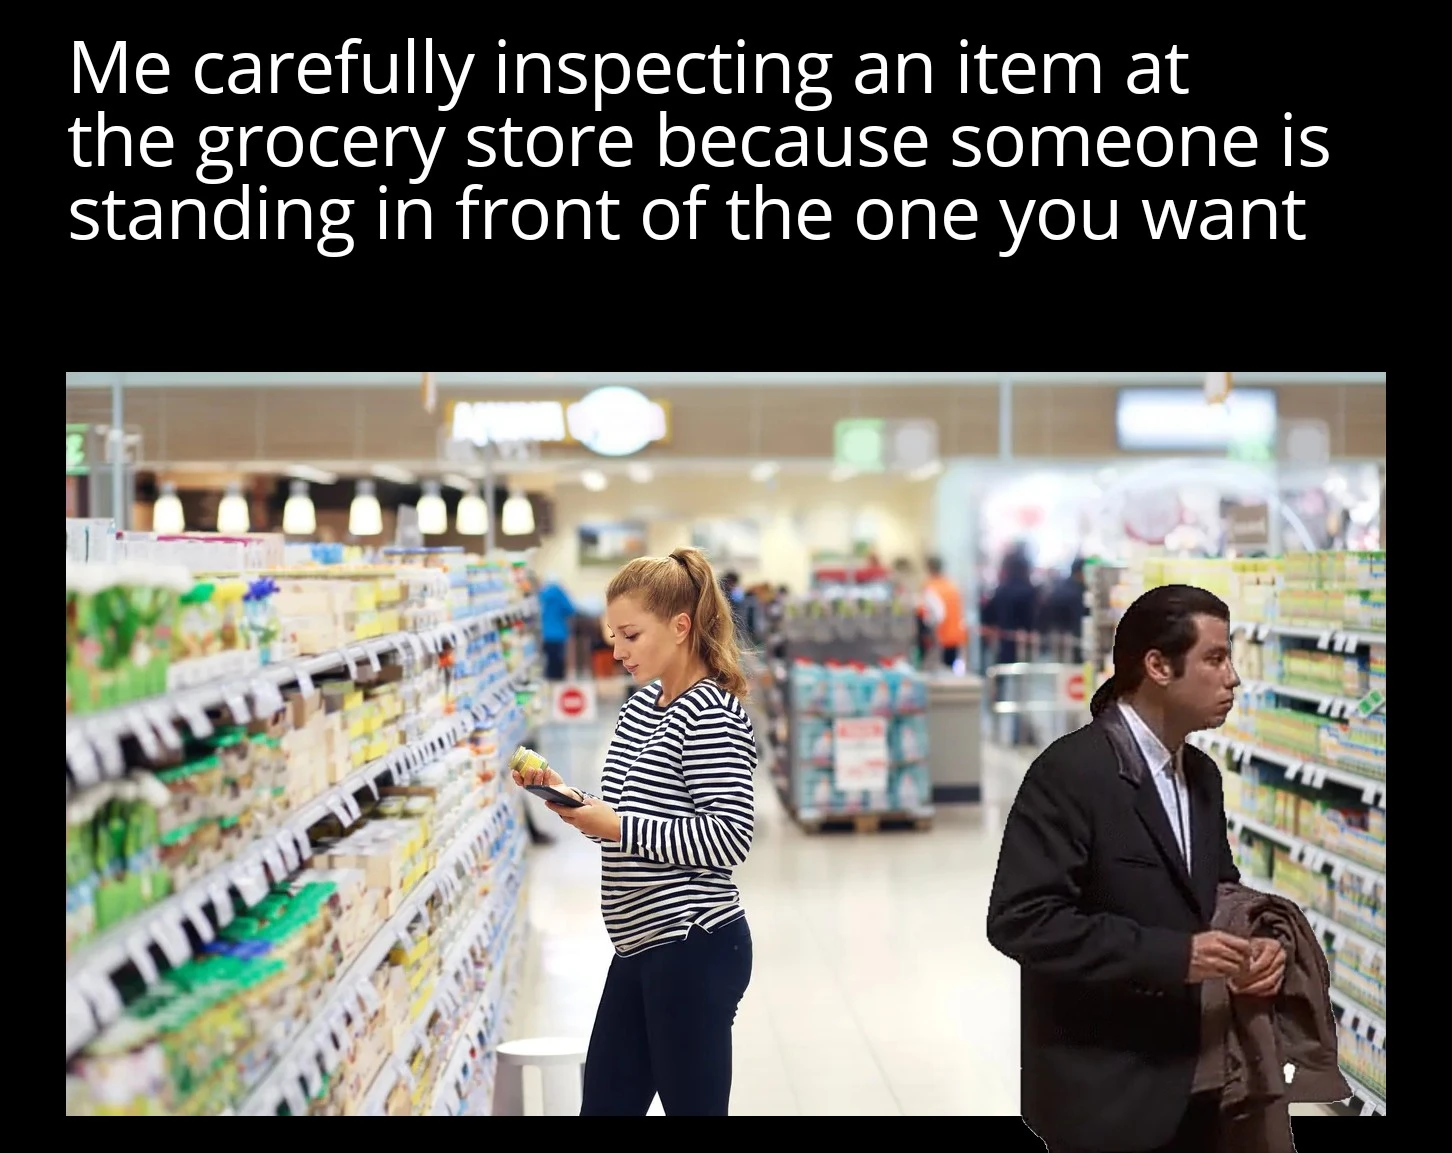 Me carefully inspecting an item at
the grocery store because someone is
standing in front of the one you want